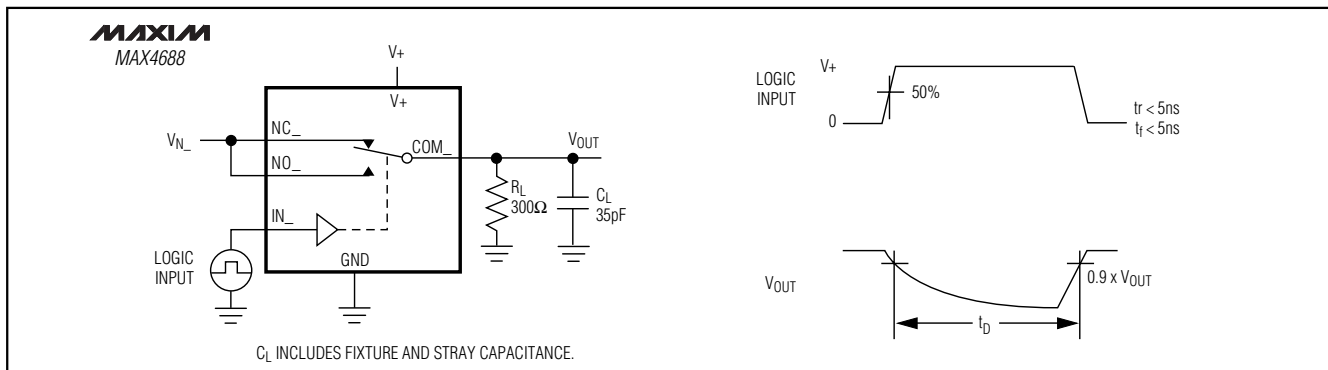 MAXIM
MAX4688
V+
V+
V_N_
NC_
NO_
COM_
V_OUT
R_L
300Ω
C_L
35pF
IN_
LOGIC
INPUT
GND
C_L INCLUDES FIXTURE AND STRAY CAPACITANCE.
LOGIC
INPUT
V+
0
50%
tr < 5ns
t_f < 5ns
V_OUT
0.9 x V_OUT
t_D